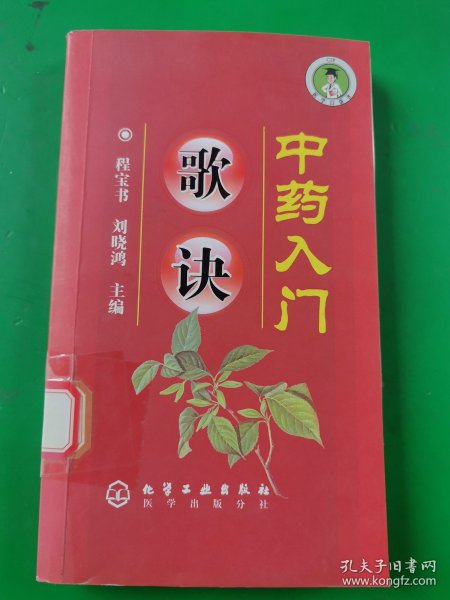 中药入门
歌诀
程宝书 刘晓鸿 主编
化学工业出版社
医学出版分社
孔夫子旧书网
www.kongfz.com